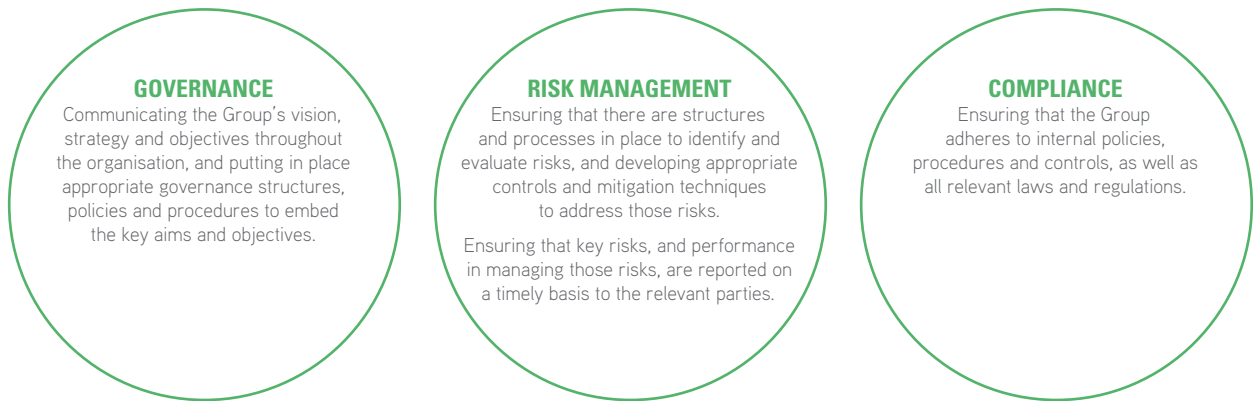 GOVERNANCE
Communicating the Group's vision,
strategy and objectives throughout
the organisation, and putting in place
appropriate governance structures,
policies and procedures to embed
the key aims and objectives.
RISK MANAGEMENT
Ensuring that there are structures
and processes in place to identify and
evaluate risks, and developing appropriate
controls and mitigation techniques
to address those risks.
Ensuring that key risks, and performance
in managing those risks, are reported on
a timely basis to the relevant parties.
COMPLIANCE
Ensuring that the Group
adheres to internal policies,
procedures and controls, as well as
all relevant laws and regulations.